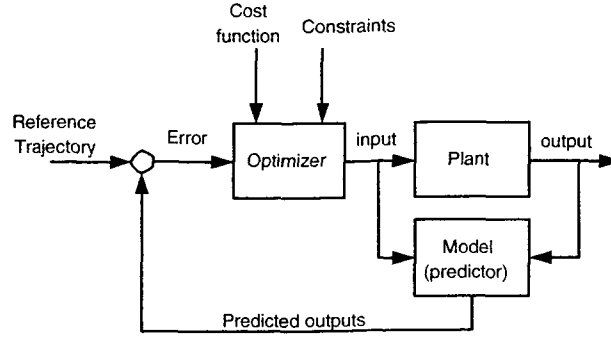 Cost
function
Constraints
Reference
Trajectory
Error
Optimizer
input
Plant
output
Model
(predictor)
Predicted outputs